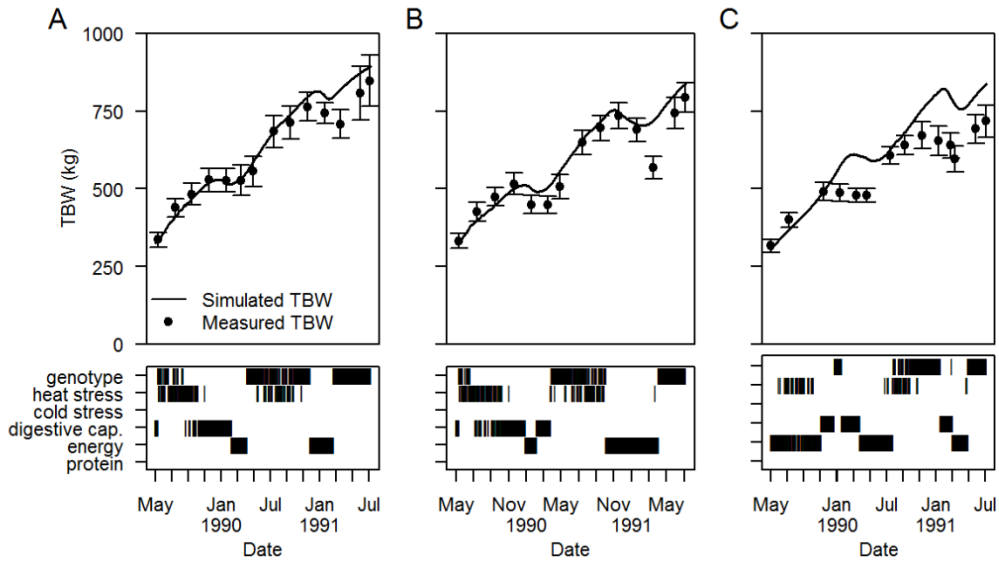 A
B
C
1000
750
500
250
0
TBW (kg)
Simulated TBW
Measured TBW
genotype
heat stress
cold stress
digestive cap.
energy
protein
May Jan Jul Jan Jul
1990 1991
Date
May Nov May Nov May
1990 1991
Date
May Jan Jul Jan Jul
1990 1991
Date